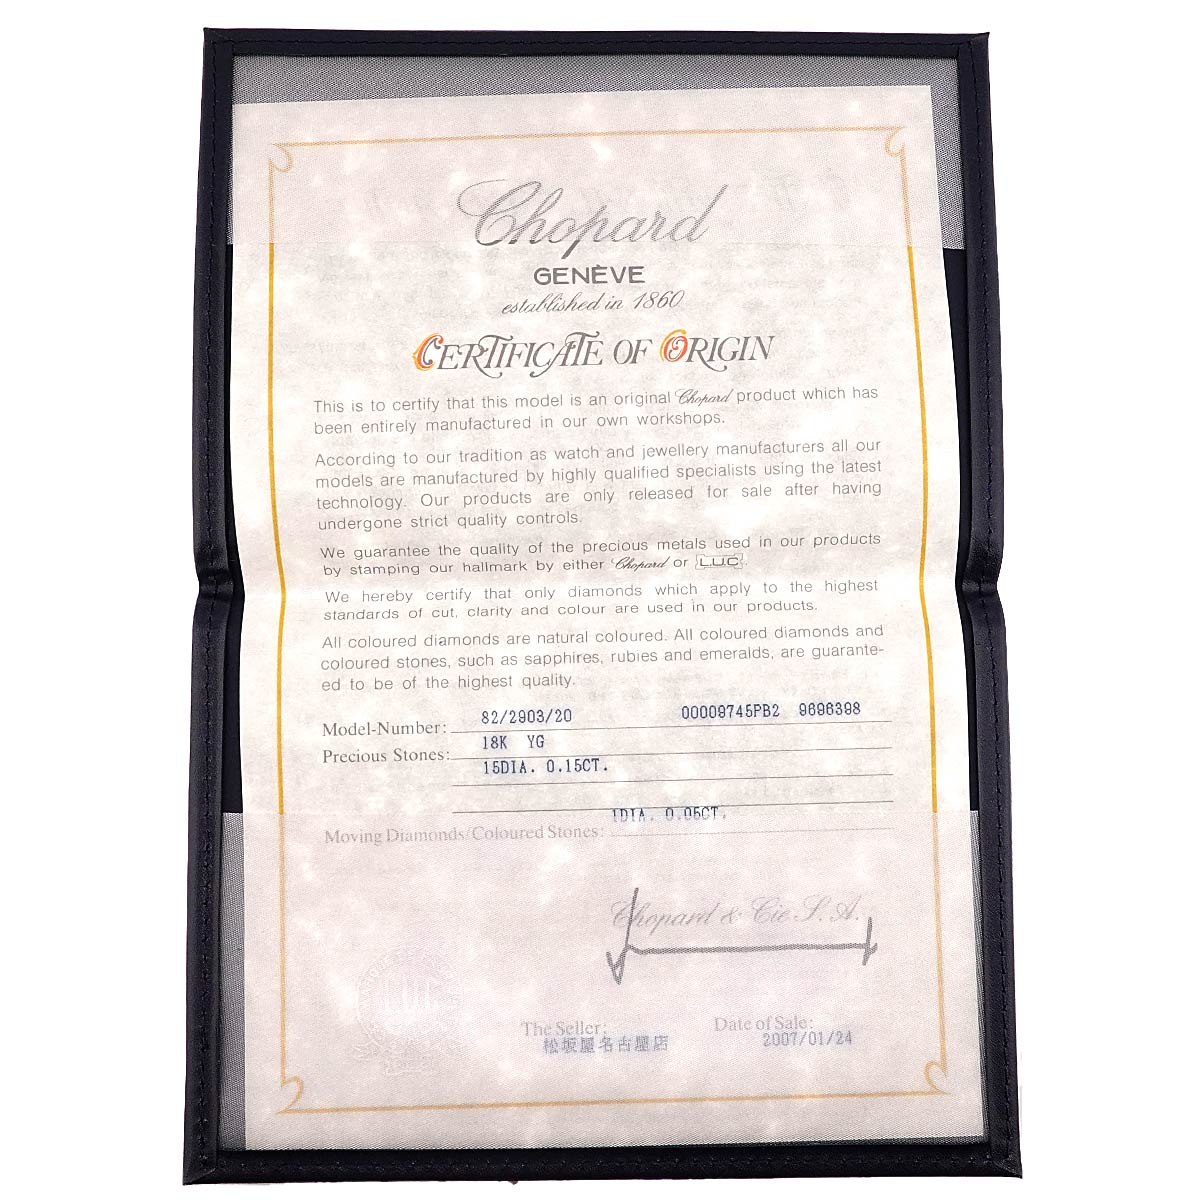 Chopard
GENÈVE
established in 1860
CERTIFICATE OF ORIGIN
This is to certify that this model is an original Chopard product which has
been entirely manufactured in our own workshops.
According to our tradition as watch and jewellery manufacturers all our
models are manufactured by highly qualified specialists using the latest
technology. Our products are only released for sale after having
undergone strict quality controls.
We guarantee the quality of the precious metals used in our products
by stamping our hallmark by either Chopard or L.U.C.
We hereby certify that only diamonds which apply to the highest
standards of cut, clarity and colour are used in our products.
All coloured diamonds are natural coloured. All coloured diamonds and
coloured stones, such as sapphires, rubies and emeralds, are guarante-
ed to be of the highest quality.
Model-Number: 82/2903/20 00009745PB2 9696398
Precious Stones: 18K YG
15DIA. 0.15CT.
Moving Diamonds/Coloured Stones: 1DIA. 0.05CT.
Chopard & Cie S.A.
The Seller: Date of Sale:
松坂屋名古屋店 2007/01/24